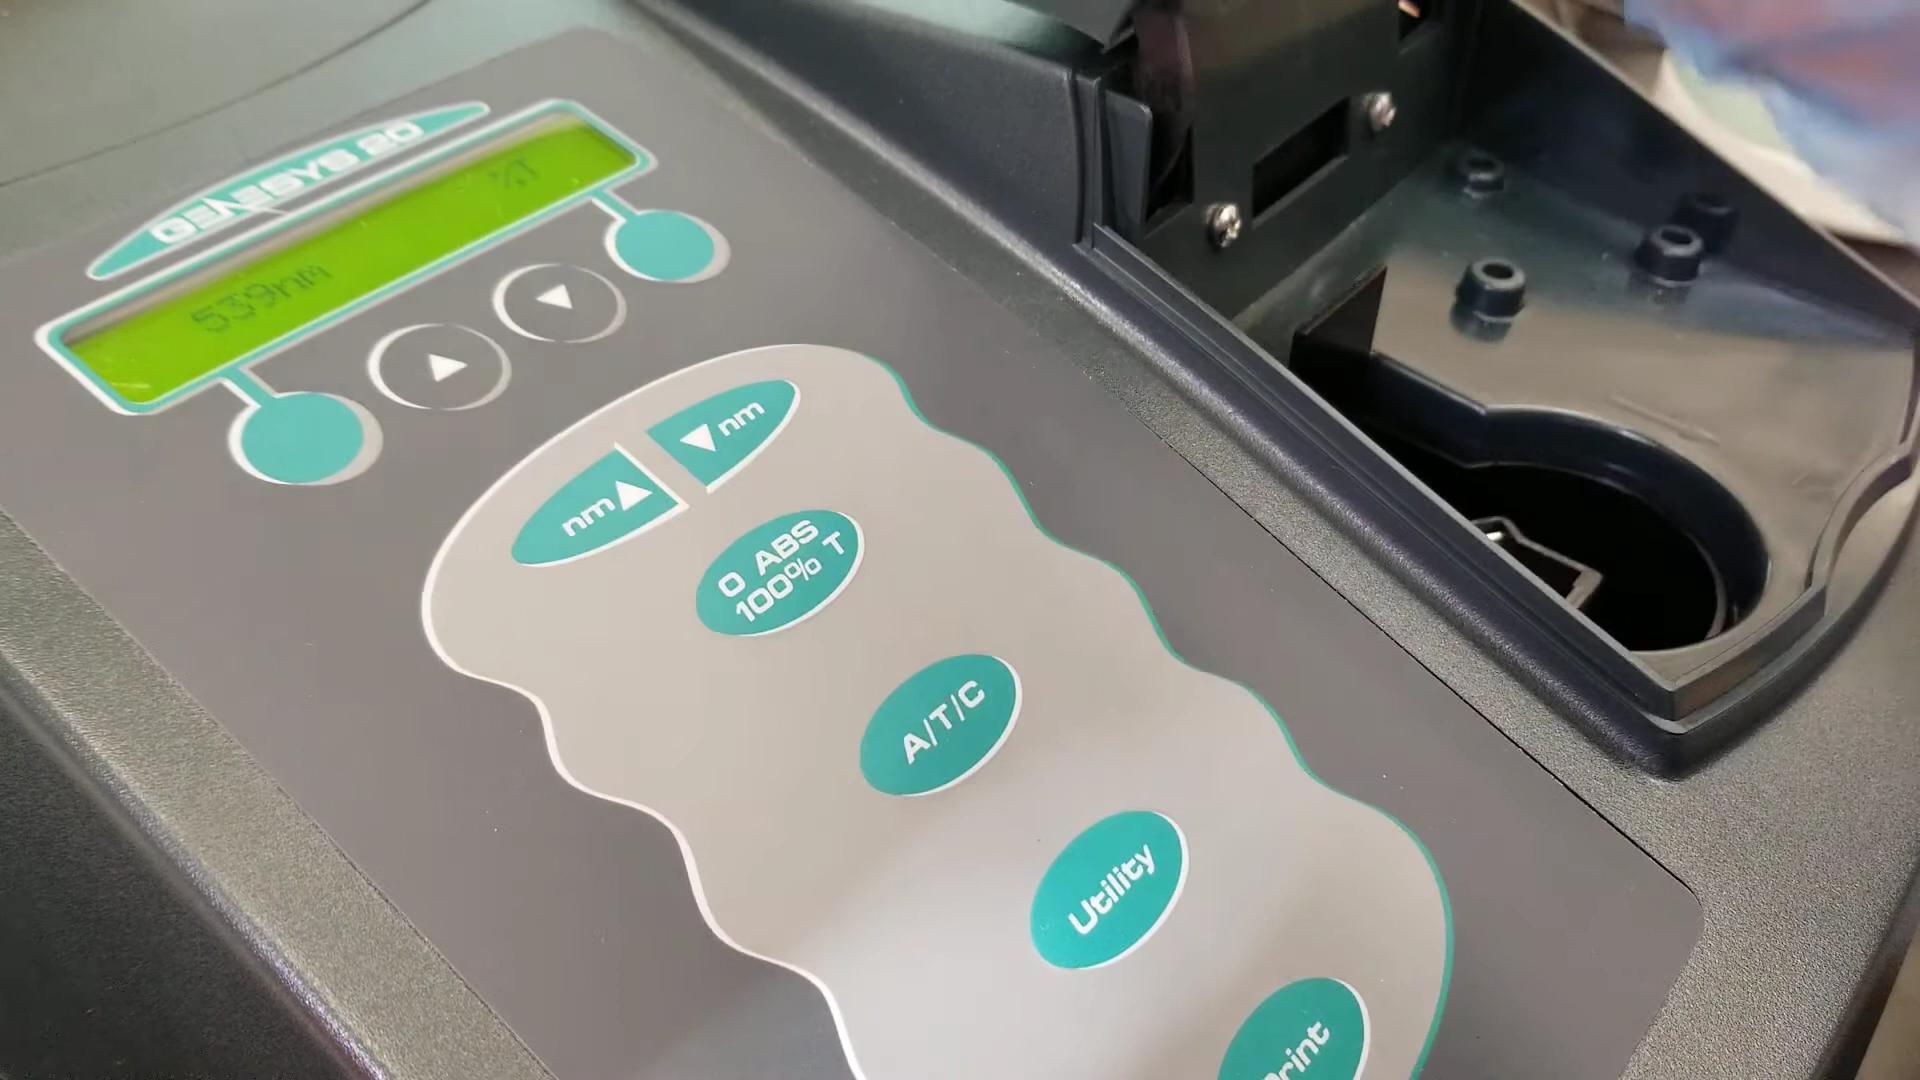 GENESYS 20
%T
539nm
nm▲
▼nm
0 ABS
100% T
A/T/C
Utility
Print